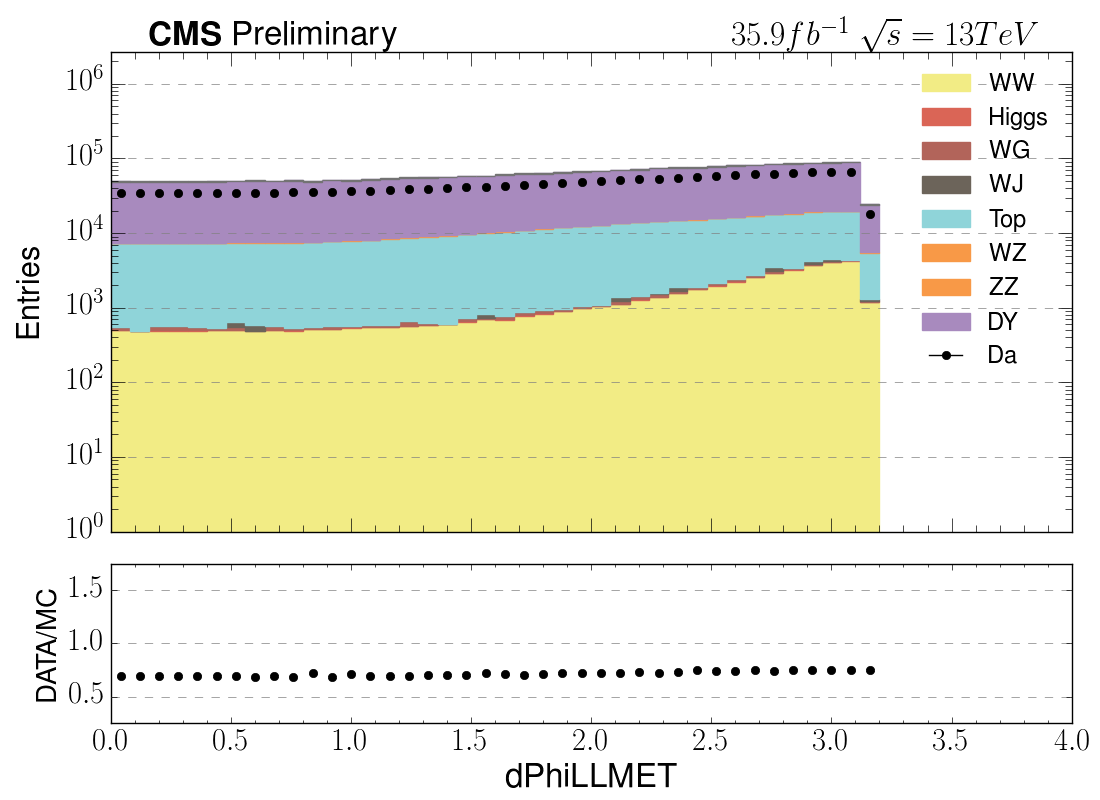 CMS Preliminary 35.9fb⁻¹ √s = 13TeV
10⁶
10⁵
10⁴
10³
10²
10¹
10⁰
Entries
WW
Higgs
WG
WJ
Top
WZ
ZZ
DY
Da
1.5
1.0
0.5
DATA/MC
0.0 0.5 1.0 1.5 2.0 2.5 3.0 3.5 4.0
dPhiLLMET